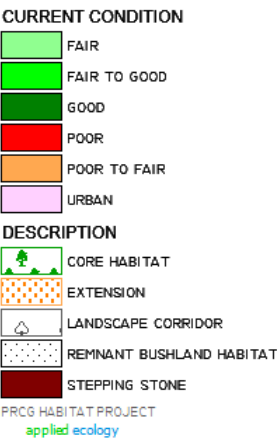 CURRENT CONDITION
FAIR
FAIR TO GOOD
GOOD
POOR
POOR TO FAIR
URBAN
DESCRIPTION
CORE HABITAT
EXTENSION
LANDSCAPE CORRIDOR
REMNANT BUSHLAND HABITAT
STEPPING STONE
PRCG HABITAT PROJECT
applied ecology